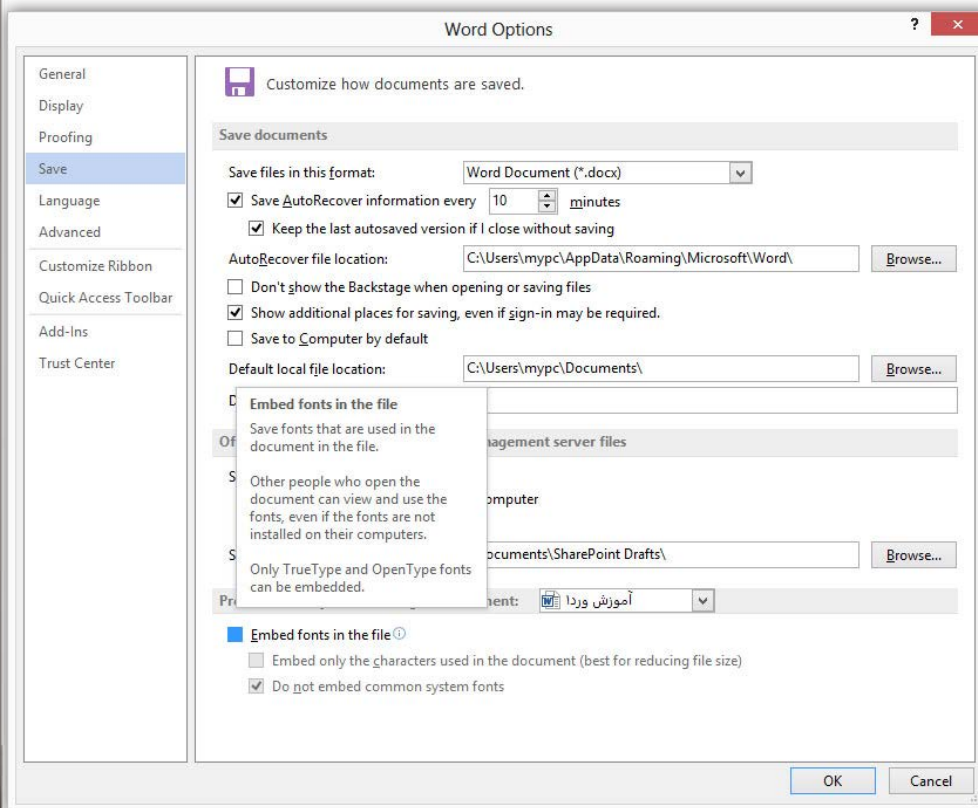 Word Options
?
General
Display
Proofing
Save
Language
Advanced
Customize Ribbon
Quick Access Toolbar
Add-Ins
Trust Center
Customize how documents are saved.
Save documents
Save files in this format: Word Document (*.docx)
Save AutoRecover information every 10 minutes
Keep the last autosaved version if I close without saving
AutoRecover file location: C:\Users\mypc\AppData\Roaming\Microsoft\Word\ Browse...
Don't show the Backstage when opening or saving files
Show additional places for saving, even if sign-in may be required.
Save to Computer by default
Default local file location: C:\Users\mypc\Documents\ Browse...
Embed fonts in the file
Save fonts that are used in the
document in the file.
Other people who open the
document can view and use the
fonts, even if the fonts are not
installed on their computers.
Only TrueType and OpenType fonts
can be embedded.
server files
\SharePoint Drafts\ Browse...
آموزش وردا
Embed fonts in the file
Embed only the characters used in the document (best for reducing file size)
Do not embed common system fonts
OK Cancel